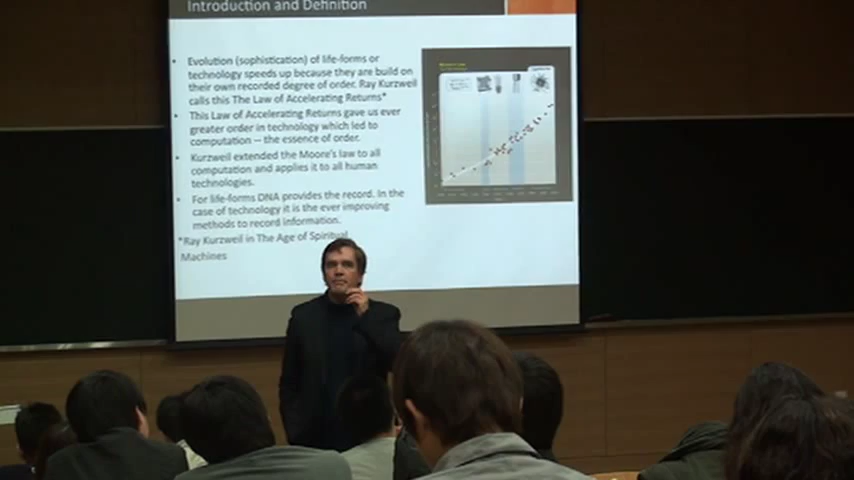 Introduction and Definition
• Evolution (sophistication) of life-forms or
technology speeds up because they are build on
their own recorded degree of order. Ray Kurzweil
calls this The Law of Accelerating Returns*
• This Law of Accelerating Returns gave us ever
greater order in technology which led to
computation -- the essence of order.
• Kurzweil extended the Moore's law to all
computation and applies it to all human
technologies.
• For life-forms DNA provides the record. In the
case of technology it is the ever improving
methods to record information.
*Ray Kurzweil in The Age of Spiritual
Machines